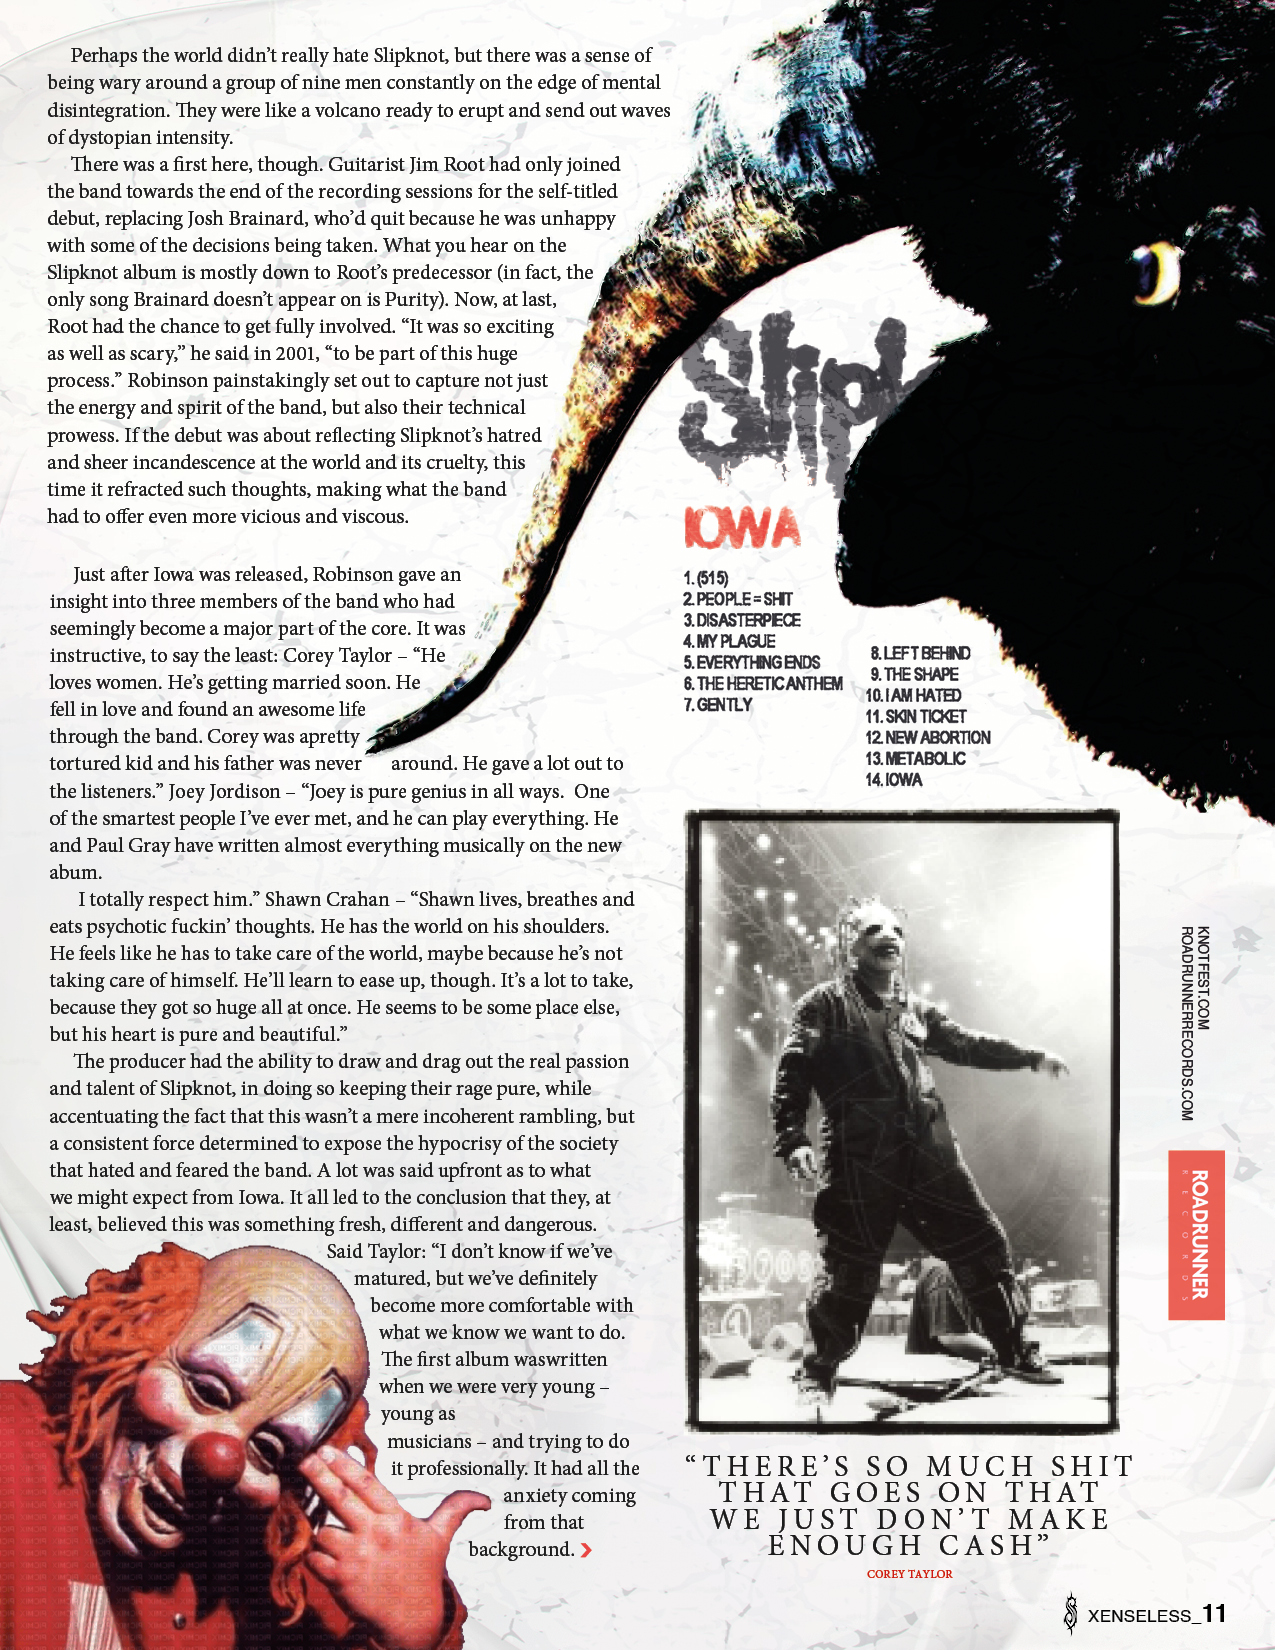 Perhaps the world didn’t really hate Slipknot, but there was a sense of
being wary around a group of nine men constantly on the edge of mental
disintegration. They were like a volcano ready to erupt and send out waves
of dystopian intensity.
There was a first here, though. Guitarist Jim Root had only joined
the band towards the end of the recording sessions for the self-titled
debut, replacing Josh Brainard, who’d quit because he was unhappy
with some of the decisions being taken. What you hear on the
Slipknot album is mostly down to Root’s predecessor (in fact, the
only song Brainard doesn’t appear on is Purity). Now, at last,
Root had the chance to get fully involved. “It was so exciting
as well as scary,” he said in 2001, “to be part of this huge
process.” Robinson painstakingly set out to capture not just
the energy and spirit of the band, but also their technical
prowess. If the debut was about reflecting Slipknot’s hatred
and sheer incandescence at the world and its cruelty, this
time it refracted such thoughts, making what the band
had to offer even more vicious and viscous.
Just after Iowa was released, Robinson gave an
insight into three members of the band who had
seemingly become a major part of the core. It was
instructive, to say the least: Corey Taylor – “He
loves women. He’s getting married soon. He
fell in love and found an awesome life
through the band. Corey was apretty
tortured kid and his father was never around. He gave a lot out to
the listeners.” Joey Jordison – “Joey is pure genius in all ways. One
of the smartest people I’ve ever met, and he can play everything. He
and Paul Gray have written almost everything musically on the new
abum.
I totally respect him.” Shawn Crahan – “Shawn lives, breathes and
eats psychotic fuckin’ thoughts. He has the world on his shoulders.
He feels like he has to take care of the world, maybe because he’s not
taking care of himself. He’ll learn to ease up, though. It’s a lot to take,
because they got so huge all at once. He seems to be some place else,
but his heart is pure and beautiful.”
The producer had the ability to draw and drag out the real passion
and talent of Slipknot, in doing so keeping their rage pure, while
accentuating the fact that this wasn’t a mere incoherent rambling, but
a consistent force determined to expose the hypocrisy of the society
that hated and feared the band. A lot was said upfront as to what
we might expect from Iowa. It all led to the conclusion that they, at
least, believed this was something fresh, different and dangerous.
Said Taylor: “I don’t know if we’ve
matured, but we’ve definitely
become more comfortable with
what we know we want to do.
The first album waswritten
when we were very young –
young as
musicians – and trying to do
it professionally. It had all the
anxiety coming
from that
background.
Slip
IOWA
1. (515)
2. PEOPLE = SHIT
3. DISASTERPIECE
4. MY PLAGUE
5. EVERYTHING ENDS
6. THE HERETIC ANTHEM
7. GENTLY
8. LEFT BEHIND
9. THE SHAPE
10. I AM HATED
11. SKIN TICKET
12. NEW ABORTION
13. METABOLIC
14. IOWA
KNOTFEST.COM
ROADRUNNERRECORDS.COM
ROADRUNNER
RECORDS
“THERE’S SO MUCH SHIT
THAT GOES ON THAT
WE JUST DON’T MAKE
ENOUGH CASH”
COREY TAYLOR
XENSELESS_11